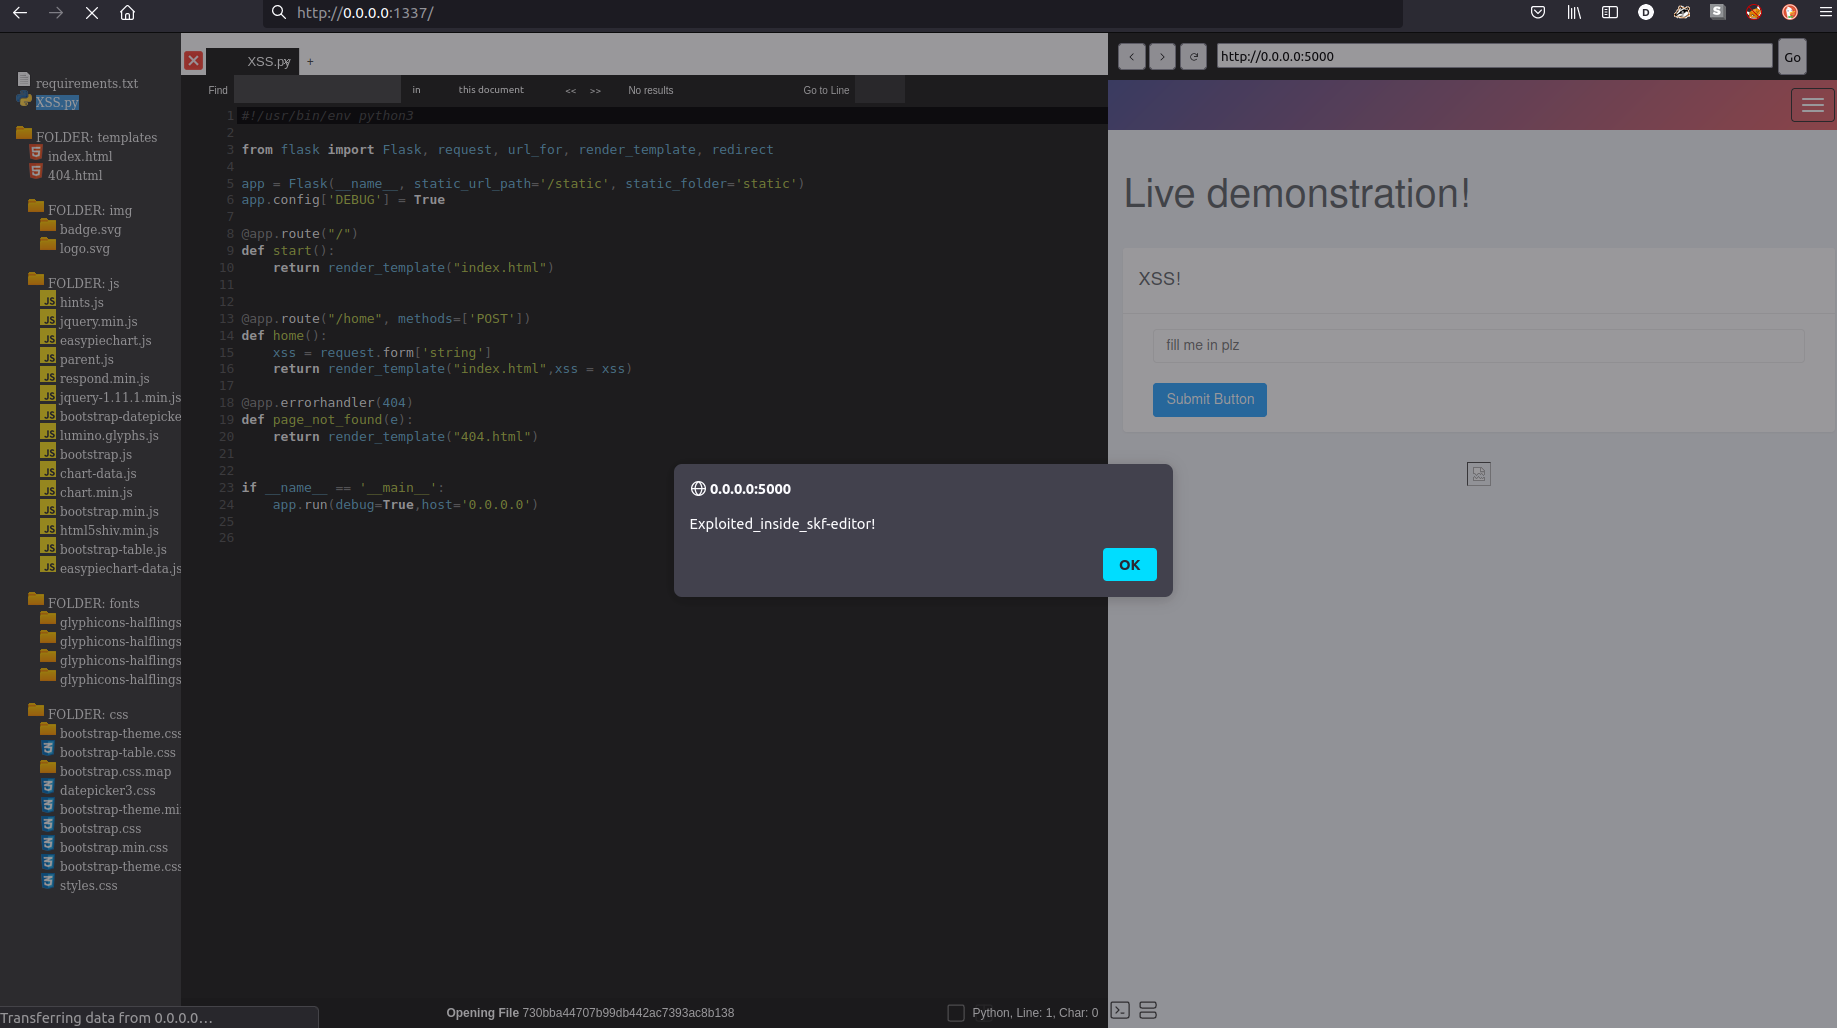 http://0.0.0.0:1337/
requirements.txt
XSS.py
FOLDER: templates
index.html
404.html
FOLDER: img
badge.svg
logo.svg
FOLDER: js
hints.js
jquery.min.js
easypiechart.js
parent.js
respond.min.js
jquery-1.11.1.min.js
bootstrap-datepicke
lumino.glyphs.js
bootstrap.js
chart-data.js
chart.min.js
bootstrap.min.js
html5shiv.min.js
bootstrap-table.js
easypiechart-data.js
FOLDER: fonts
glyphicons-halflings
glyphicons-halflings
glyphicons-halflings
glyphicons-halflings
FOLDER: css
bootstrap-theme.css
bootstrap-table.css
bootstrap.css.map
datepicker3.css
bootstrap-theme.mi
bootstrap.css
bootstrap.min.css
bootstrap-theme.css
styles.css
Transferring data from 0.0.0.0…
XSS.py +
Find in this document << >> No results Go to Line
1 #!/usr/bin/env python3
2
3 from flask import Flask, request, url_for, render_template, redirect
4
5 app = Flask(__name__, static_url_path='/static', static_folder='static')
6 app.config['DEBUG'] = True
7
8 @app.route("/")
9 def start():
10 return render_template("index.html")
11
12
13 @app.route("/home", methods=['POST'])
14 def home():
15 xss = request.form['string']
16 return render_template("index.html",xss = xss)
17
18 @app.errorhandler(404)
19 def page_not_found(e):
20 return render_template("404.html")
21
22
23 if __name__ == '__main__':
24 app.run(debug=True,host='0.0.0.0')
25
26
Opening File 730bba44707b99db442ac7393ac8b138
Python, Line: 1, Char: 0
0.0.0.0:5000
Exploited_inside_skf-editor!
OK
http://0.0.0.0:5000 Go
Live demonstration!
XSS!
fill me in plz
Submit Button